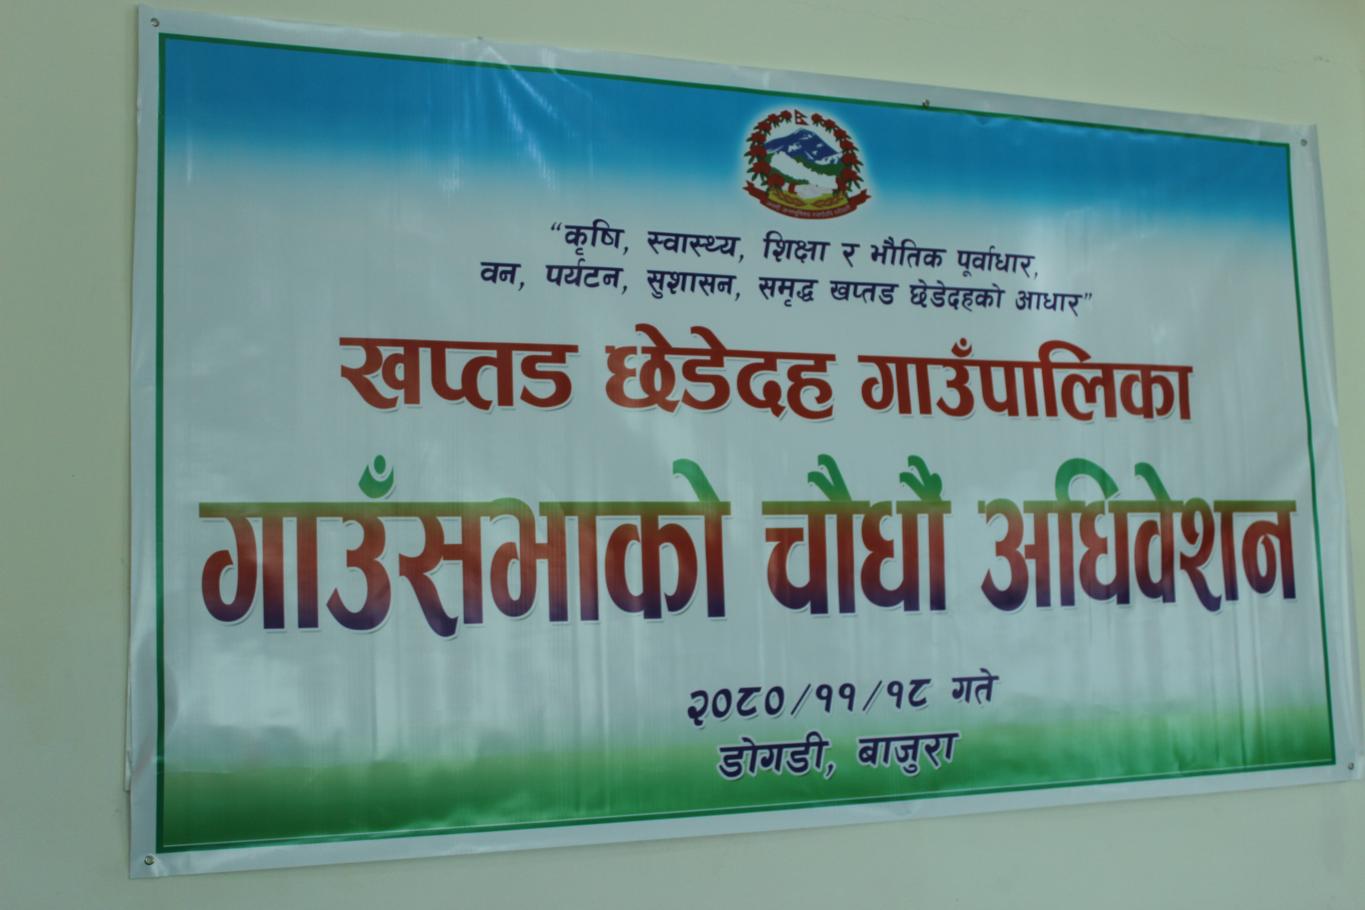 “कृषि, स्वास्थ्य, शिक्षा र भौतिक पूर्वाधार,
वन, पर्यटन, सुशासन, समृद्ध खप्तड छेडेदहको आधार”
खप्तड छेडेदह गाउँपालिका
गाउँसभाको चौधौं अधिवेशन
२०८०/११/१८ गते
डोगडी, बाजुरा